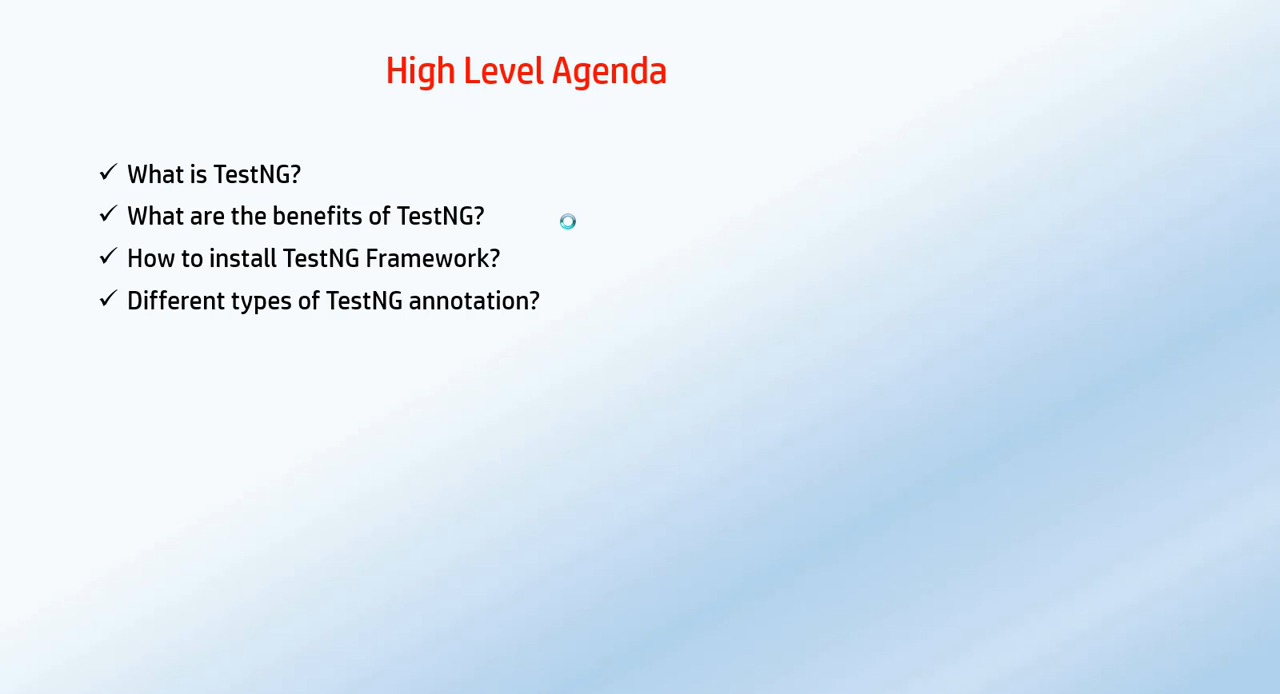 High Level Agenda
✓ What is TestNG?
✓ What are the benefits of TestNG?
✓ How to install TestNG Framework?
✓ Different types of TestNG annotation?